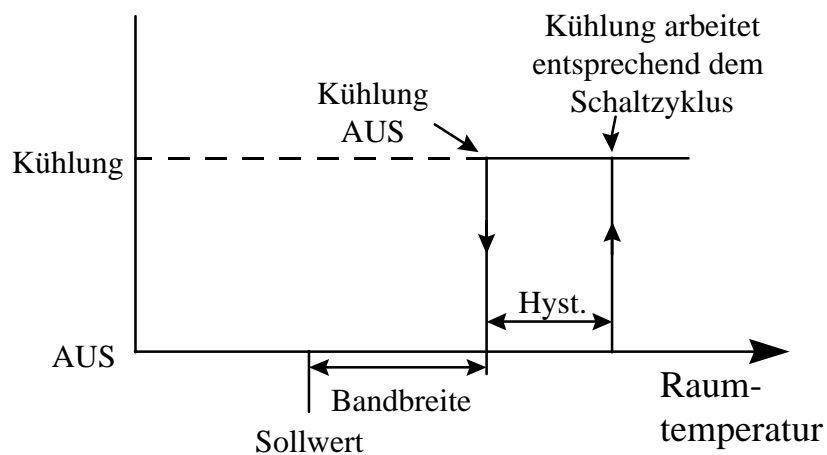 Kühlung arbeitet
entsprechend dem
Schaltzyklus
Kühlung
AUS
Kühlung
Hyst.
AUS
Bandbreite
Sollwert
Raum-
temperatur